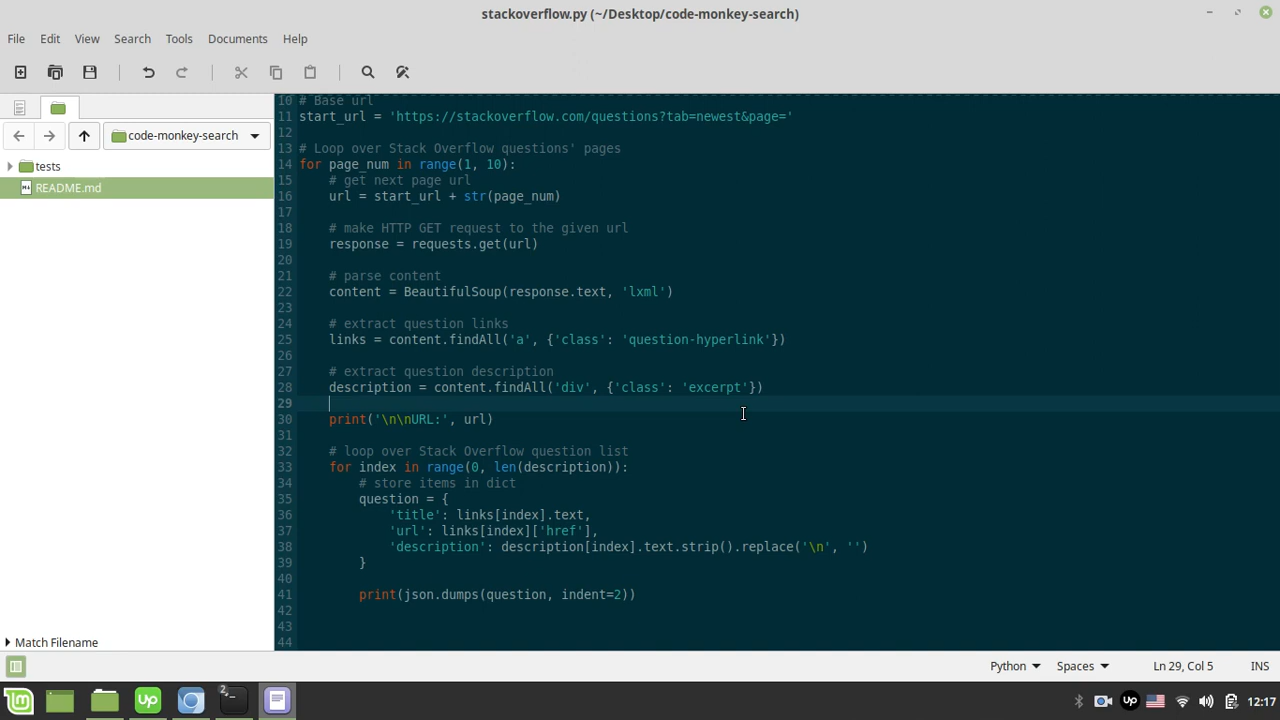 stackoverflow.py (~/Desktop/code-monkey-search)
File Edit View Search Tools Documents Help
code-monkey-search
tests
README.md
Match Filename
10 # Base url
11 start_url = 'https://stackoverflow.com/questions?tab=newest&page='
12
13 # Loop over Stack Overflow questions' pages
14 for page_num in range(1, 10):
15     # get next page url
16     url = start_url + str(page_num)
17
18     # make HTTP GET request to the given url
19     response = requests.get(url)
20
21     # parse content
22     content = BeautifulSoup(response.text, 'lxml')
23
24     # extract question links
25     links = content.findAll('a', {'class': 'question-hyperlink'})
26
27     # extract question description
28     description = content.findAll('div', {'class': 'excerpt'})
29
30     print('\n\nURL:', url)
31
32     # loop over Stack Overflow question list
33     for index in range(0, len(description)):
34         # store items in dict
35         question = {
36             'title': links[index].text,
37             'url': links[index]['href'],
38             'description': description[index].text.strip().replace('\n', '')
39         }
40
41         print(json.dumps(question, indent=2))
42
43
44
Python Spaces Ln 29, Col 5 INS
up 2 up 12:17